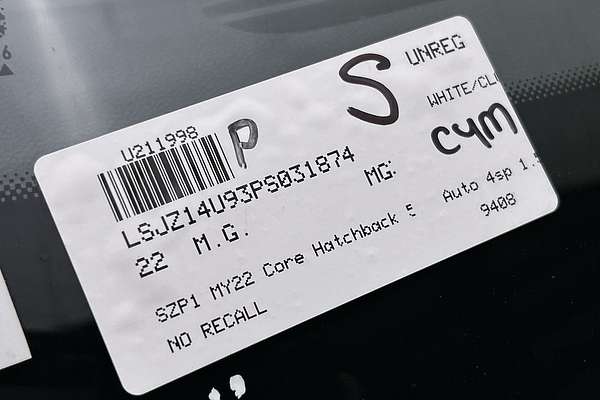 UNREG
S
WHITE/CL
U211998
P
CYM
LSJZ14U93PS031874
22 M.G. MG:
SZP1 MY22 Core Hatchback 5 Auto 4sp 1.
9408
NO RECALL